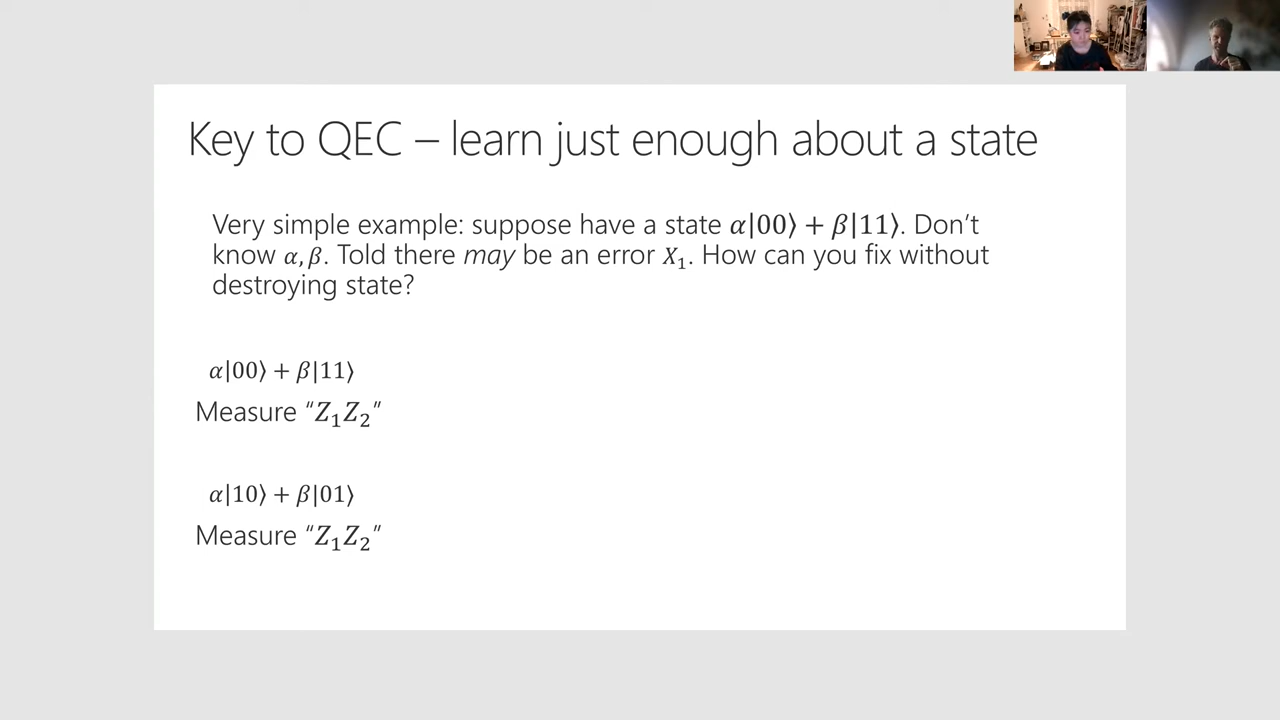 Key to QEC – learn just enough about a state
Very simple example: suppose have a state α|00⟩ + β|11⟩. Don't
know α, β. Told there may be an error X₁. How can you fix without
destroying state?
α|00⟩ + β|11⟩
Measure “Z₁Z₂”
α|10⟩ + β|01⟩
Measure “Z₁Z₂”